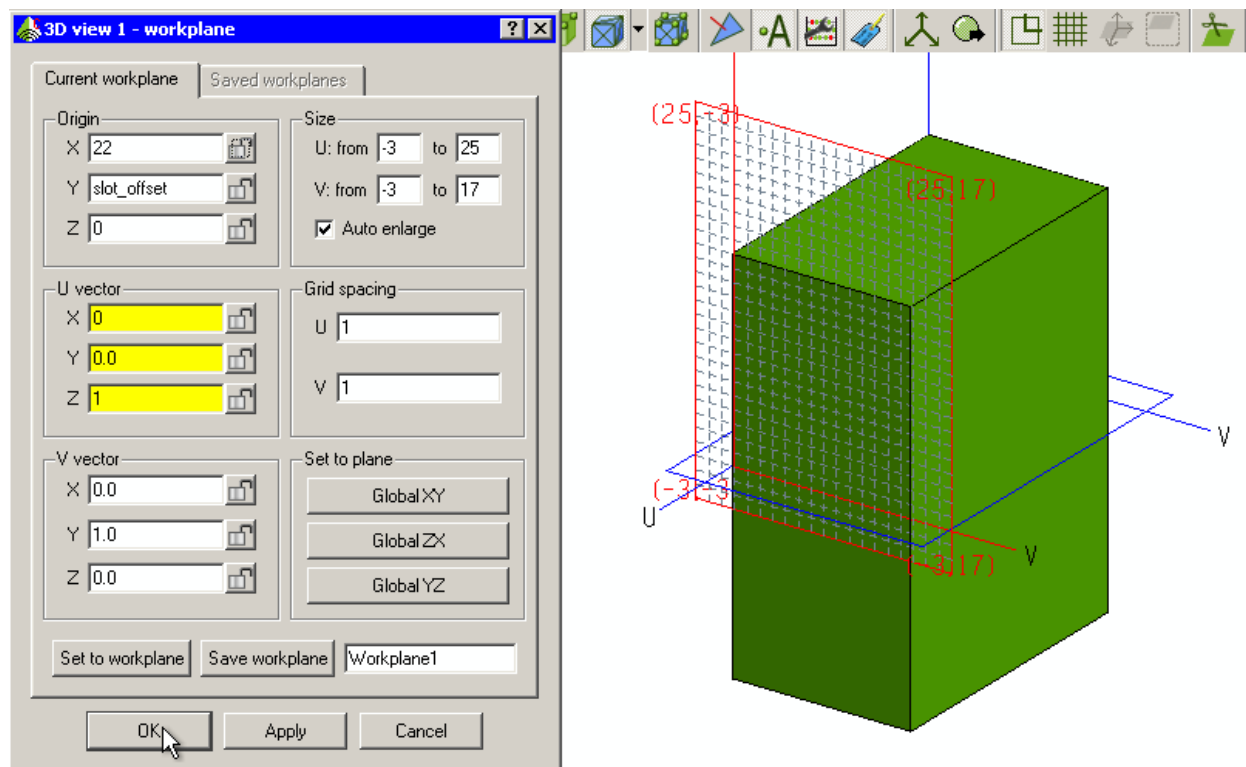 3D view 1 - workplane
Current workplane
Saved workplanes
Origin
X 22
Y slot_offset
Z 0
Size
U: from -3 to 25
V: from -3 to 17
Auto enlarge
U vector
X 0
Y 0.0
Z 1
Grid spacing
U 1
V 1
V vector
X 0.0
Y 1.0
Z 0.0
Set to plane
Global XY
Global ZX
Global YZ
Set to workplane
Save workplane
Workplane1
OK
Apply
Cancel
A
(25,-3)
(25,17)
(-3,-3
(-3,17)
U
V
V